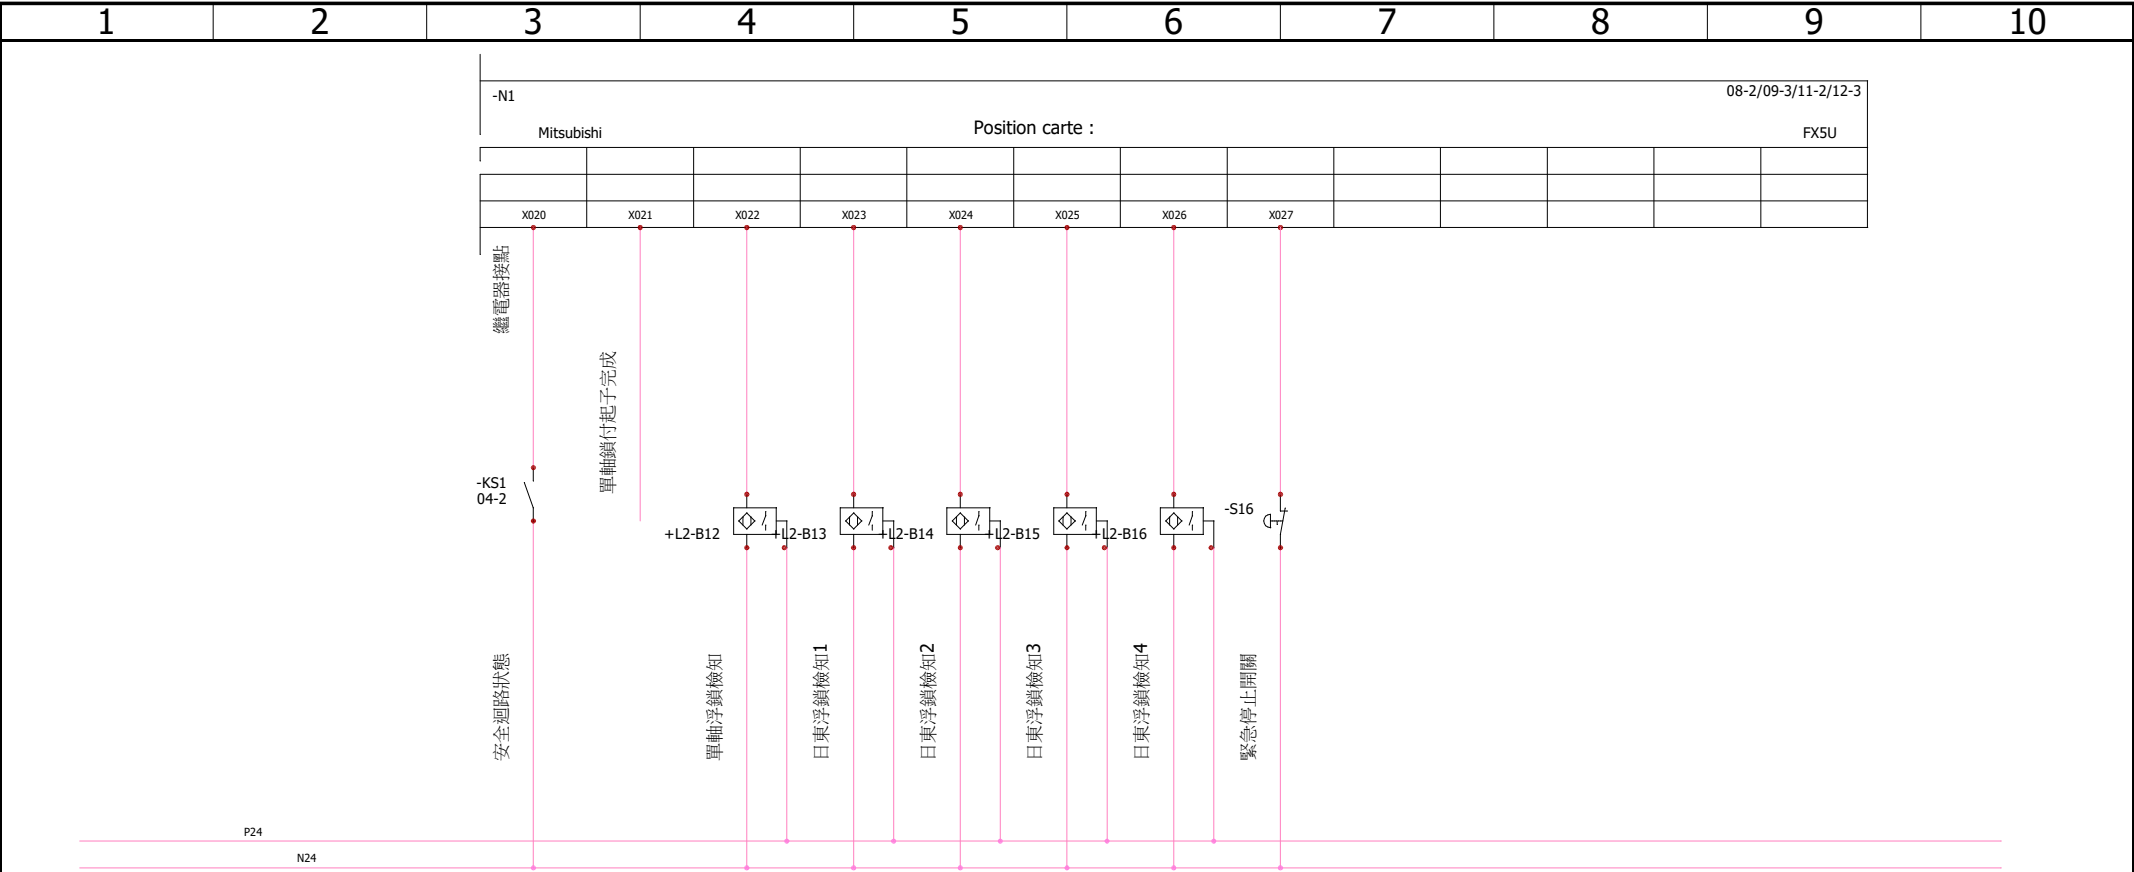 1 2 3 4 5 6 7 8 9 10
-N1 08-2/09-3/11-2/12-3
Mitsubishi Position carte : FX5U
X020 X021 X022 X023 X024 X025 X026 X027
繼電器接點
單軸鎖付起子完成
-KS1
04-2
+L2-B12
+L2-B13
+L2-B14
+L2-B15
+L2-B16
-S16
安全迴路狀態
單軸浮鎖檢知
日東浮鎖檢知1
日東浮鎖檢知2
日東浮鎖檢知3
日東浮鎖檢知4
緊急停止開關
P24
N24